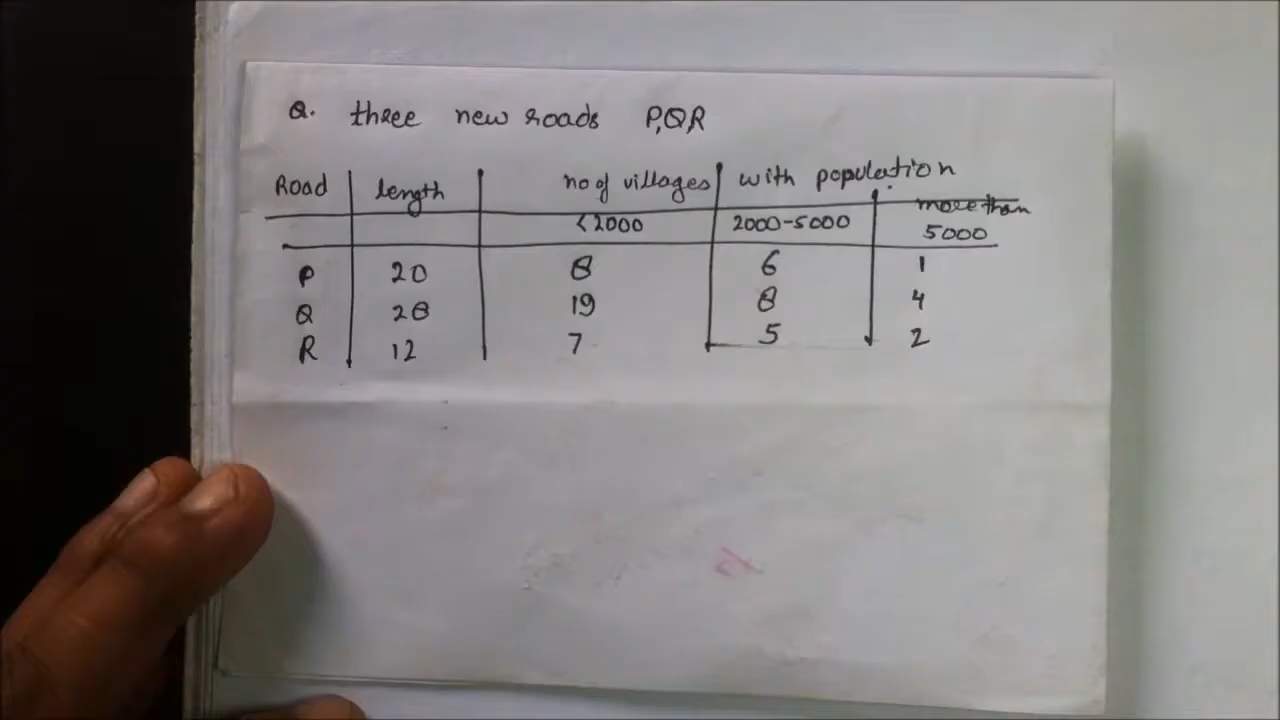 Q. three new roads P,Q,R
Road length no of villages with population
<2000 2000-5000 more than 5000
P 20 8 6 1
Q 28 19 8 4
R 12 7 5 2